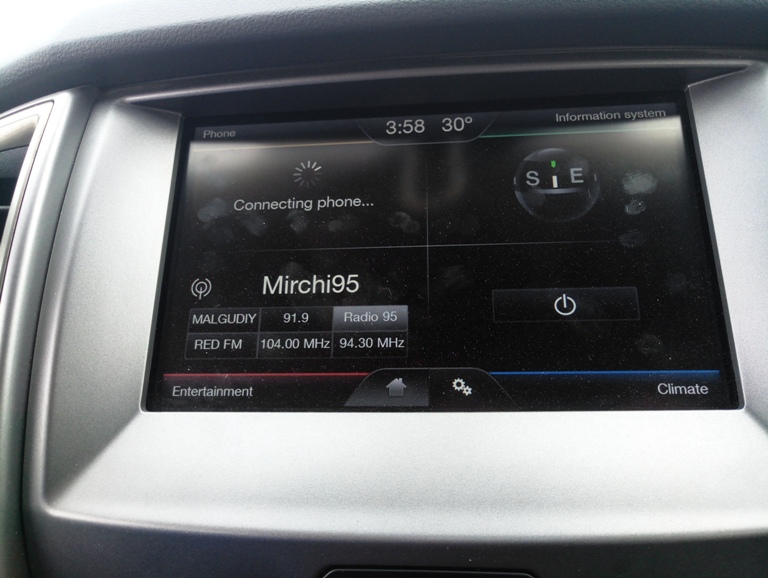 Phone
3:58 30°
Information system
Connecting phone...
S E
Mirchi95
MALGUDIY 91.9 Radio 95
RED FM 104.00 MHz 94.30 MHz
Entertainment
Climate